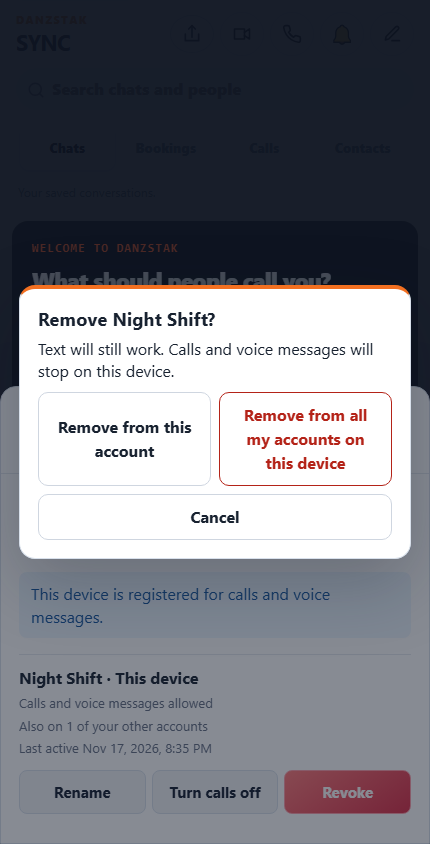 DANZSTAK
SYNC
Search chats and people
Chats
Bookings
Calls
Contacts
Your saved conversations
WELCOME TO DANZSTAK
What should people call you?
Remove Night Shift?
Text will still work. Calls and voice messages will
stop on this device.
Remove from this
account
Remove from all
my accounts on
this device
Cancel
This device is registered for calls and voice
messages.
Night Shift · This device
Calls and voice messages allowed
Also on 1 of your other accounts
Last active Nov 17, 2026, 8:35 PM
Rename
Turn calls off
Revoke